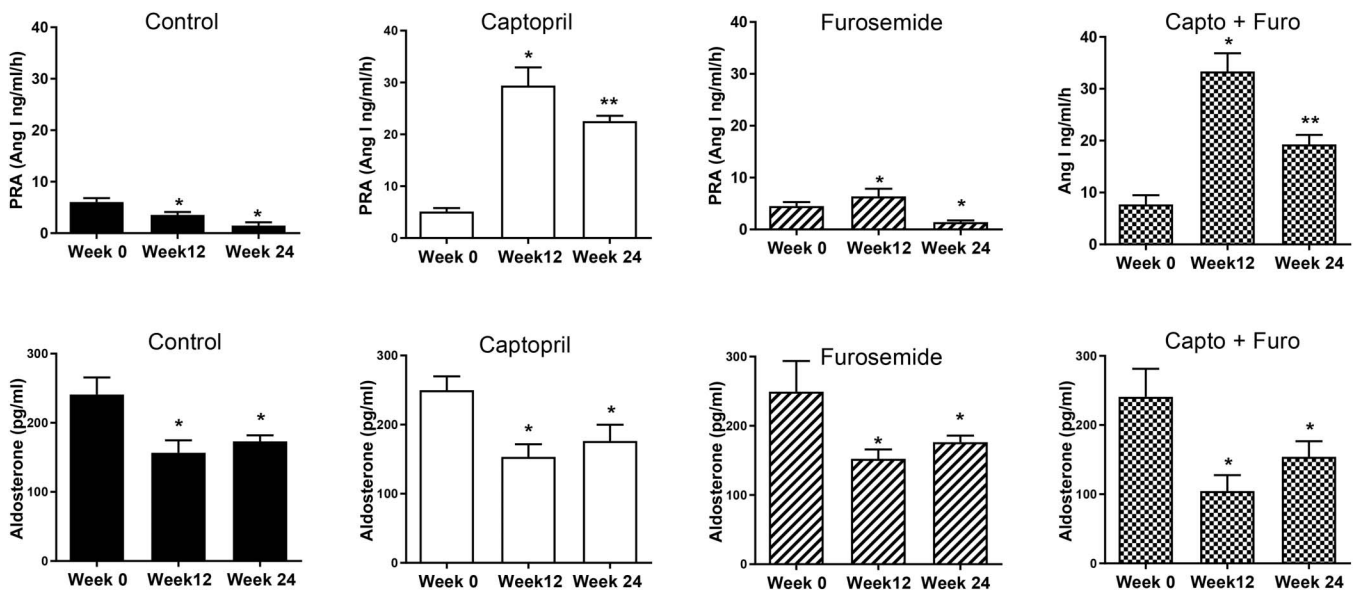 Control
PRA (Ang I ng/ml/h)
40
30
20
10
0
*
*
Week 0 Week12 Week 24
Captopril
PRA (Ang I ng/ml/h)
40
30
20
10
0
*
**
Week 0 Week12 Week 24
Furosemide
PRA (Ang I ng/ml/h)
40
30
20
10
0
*
*
Week 0 Week12 Week 24
Capto + Furo
Ang I ng/ml/h
40
30
20
10
0
*
**
Week 0 Week12 Week 24
Control
Aldosterone (pg/ml)
300
200
100
0
*
*
Week 0 Week12 Week 24
Captopril
Aldosterone (pg/ml)
300
200
100
0
*
*
Week 0 Week12 Week 24
Furosemide
Aldosterone (pg/ml)
300
200
100
0
*
*
Week 0 Week12 Week 24
Capto + Furo
Aldosterone (pg/ml)
300
200
100
0
*
*
Week 0 Week12 Week 24